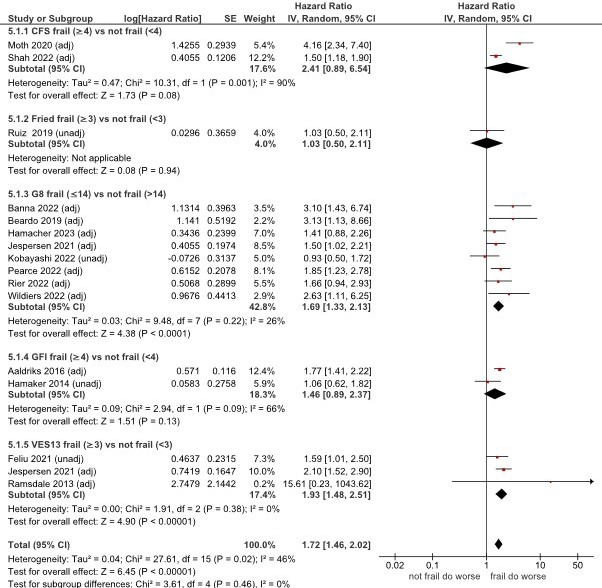 Hazard Ratio Hazard Ratio
Study or Subgroup log[Hazard Ratio] SE Weight IV, Random, 95% CI IV, Random, 95% CI
5.1.1 CFS frail (≥4) vs not frail (<4)
Moth 2020 (adj) 1.4255 0.2939 5.4% 4.16 [2.34, 7.40]
Shah 2022 (adj) 0.4055 0.1206 12.2% 1.50 [1.18, 1.90]
Subtotal (95% CI) 17.6% 2.41 [0.89, 6.54]
Heterogeneity: Tau² = 0.47; Chi² = 10.31, df = 1 (P = 0.001); I² = 90%
Test for overall effect: Z = 1.73 (P = 0.08)
5.1.2 Fried frail (≥3) vs not frail (<3)
Ruiz 2019 (unadj) 0.0296 0.3659 4.0% 1.03 [0.50, 2.11]
Subtotal (95% CI) 4.0% 1.03 [0.50, 2.11]
Heterogeneity: Not applicable
Test for overall effect: Z = 0.08 (P = 0.94)
5.1.3 G8 frail (≤14) vs not frail (>14)
Banna 2022 (adj) 1.1314 0.3963 3.5% 3.10 [1.43, 6.74]
Beardo 2019 (adj) 1.141 0.5192 2.2% 3.13 [1.13, 8.66]
Hamacher 2023 (adj) 0.3436 0.2399 7.0% 1.41 [0.88, 2.26]
Jespersen 2021 (adj) 0.4055 0.1974 8.5% 1.50 [1.02, 2.21]
Kobayashi 2022 (unadj) -0.0726 0.3137 5.0% 0.93 [0.50, 1.72]
Pearce 2022 (adj) 0.6152 0.2078 8.1% 1.85 [1.23, 2.78]
Rier 2022 (adj) 0.5068 0.2899 5.5% 1.66 [0.94, 2.93]
Wildiers 2022 (adj) 0.9676 0.4413 2.9% 2.63 [1.11, 6.25]
Subtotal (95% CI) 42.8% 1.69 [1.33, 2.13]
Heterogeneity: Tau² = 0.03; Chi² = 9.48, df = 7 (P = 0.22); I² = 26%
Test for overall effect: Z = 4.38 (P < 0.0001)
5.1.4 GFI frail (≥4) vs not frail (<4)
Aaldriks 2016 (adj) 0.571 0.116 12.4% 1.77 [1.41, 2.22]
Hamaker 2014 (unadj) 0.0583 0.2758 5.9% 1.06 [0.62, 1.82]
Subtotal (95% CI) 18.3% 1.46 [0.89, 2.37]
Heterogeneity: Tau² = 0.09; Chi² = 2.94, df = 1 (P = 0.09); I² = 66%
Test for overall effect: Z = 1.51 (P = 0.13)
5.1.5 VES13 frail (≥3) vs not frail (<3)
Feliu 2021 (unadj) 0.4637 0.2315 7.3% 1.59 [1.01, 2.50]
Jespersen 2021 (adj) 0.7419 0.1647 10.0% 2.10 [1.52, 2.90]
Ramsdale 2013 (adj) 2.7479 2.1442 0.2% 15.61 [0.23, 1043.62]
Subtotal (95% CI) 17.4% 1.93 [1.48, 2.51]
Heterogeneity: Tau² = 0.00; Chi² = 1.91, df = 2 (P = 0.38); I² = 0%
Test for overall effect: Z = 4.90 (P < 0.00001)
Total (95% CI) 100.0% 1.72 [1.46, 2.02]
Heterogeneity: Tau² = 0.04; Chi² = 27.61, df = 15 (P = 0.02); I² = 46%
Test for overall effect: Z = 6.45 (P < 0.00001)
Test for subgroup differences: Chi² = 3.61, df = 4 (P = 0.46), I² = 0%
0.02 0.1 1 10 50
not frail do worse frail do worse